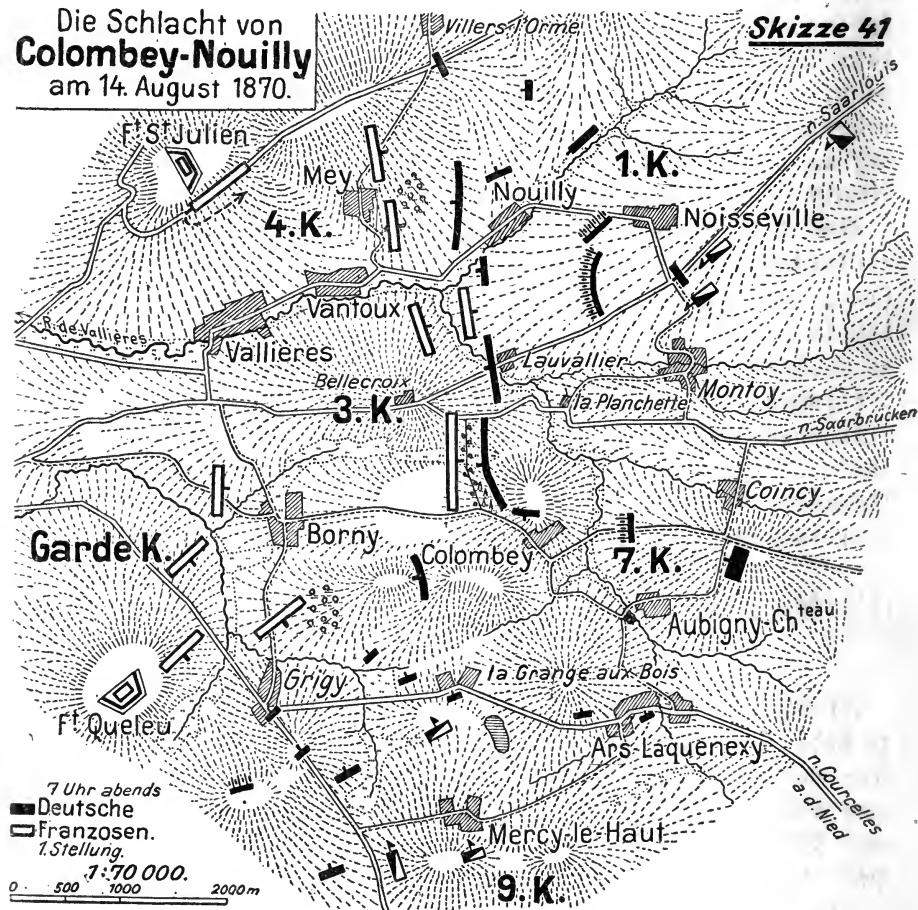 Die Schlacht von
Colombey-Nouilly
am 14. August 1870.
Skizze 41
Villers-l'Orme
n. Saarlouis
Ft St Julien
Mey
1. K.
Nouilly
4. K.
Noisseville
Vantoux
R. de Vallières
Vallières
Lauvallier
Bellecroix
Montoy
la Planchette
3. K.
n. Saarbrücken
Coincy
Borny
Garde K.
Colombey
7. K.
Aubigny-Chteau
la Grange aux-Bois
Grigy
Ft Queleu
Ars-Laquenexy
n. Courcelles
a. d. Nied
7 Uhr abends
Deutsche
Franzosen.
1. Stellung.
1:70 000.
0 500 1000 2000 m
Mercy-le-Haut
9. K.